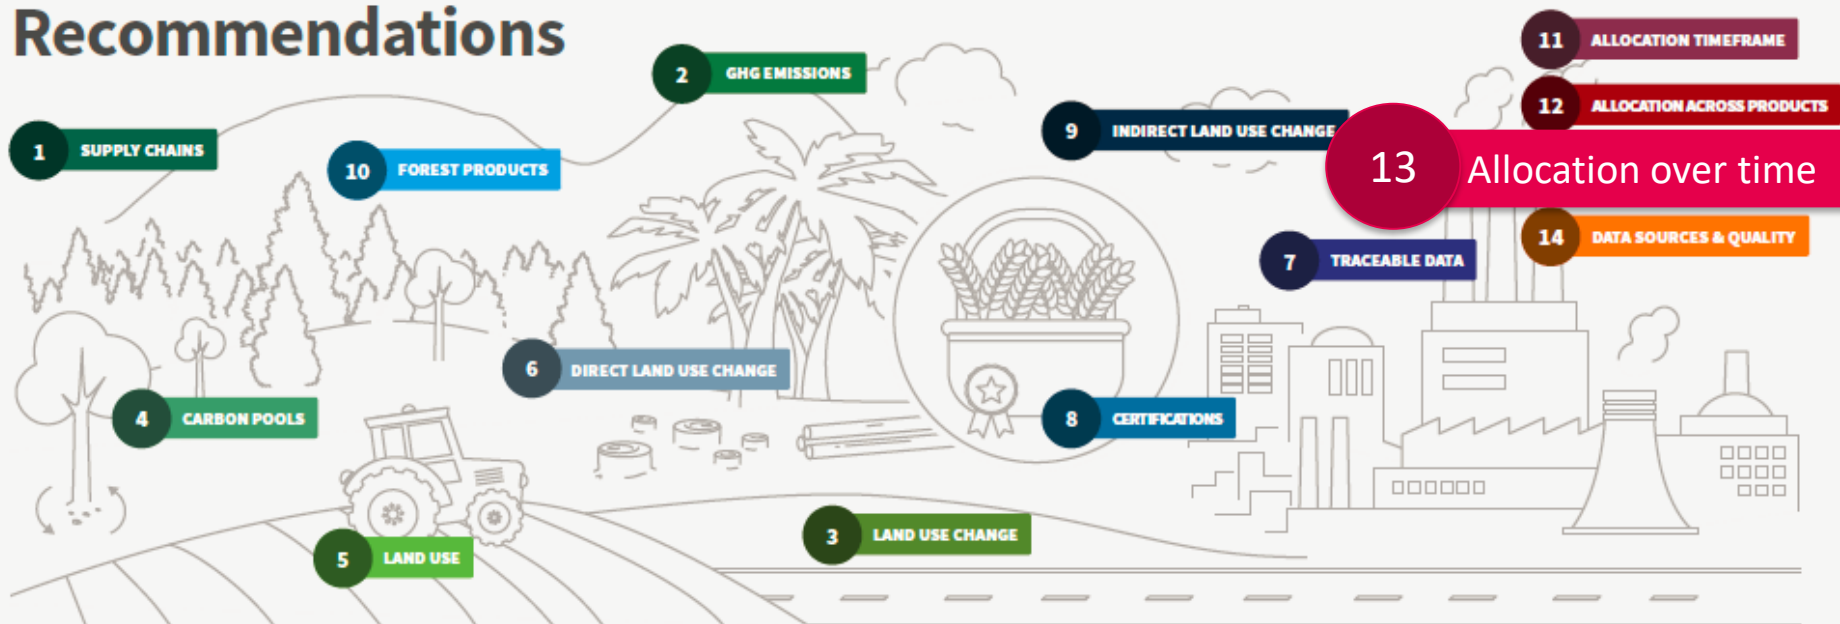 Recommendations
1 SUPPLY CHAINS
2 GHG EMISSIONS
3 LAND USE CHANGE
4 CARBON POOLS
5 LAND USE
6 DIRECT LAND USE CHANGE
7 TRACEABLE DATA
8 CERTIFICATIONS
9 INDIRECT LAND USE CHANGE
10 FOREST PRODUCTS
11 ALLOCATION TIMEFRAME
12 ALLOCATION ACROSS PRODUCTS
13 Allocation over time
14 DATA SOURCES & QUALITY